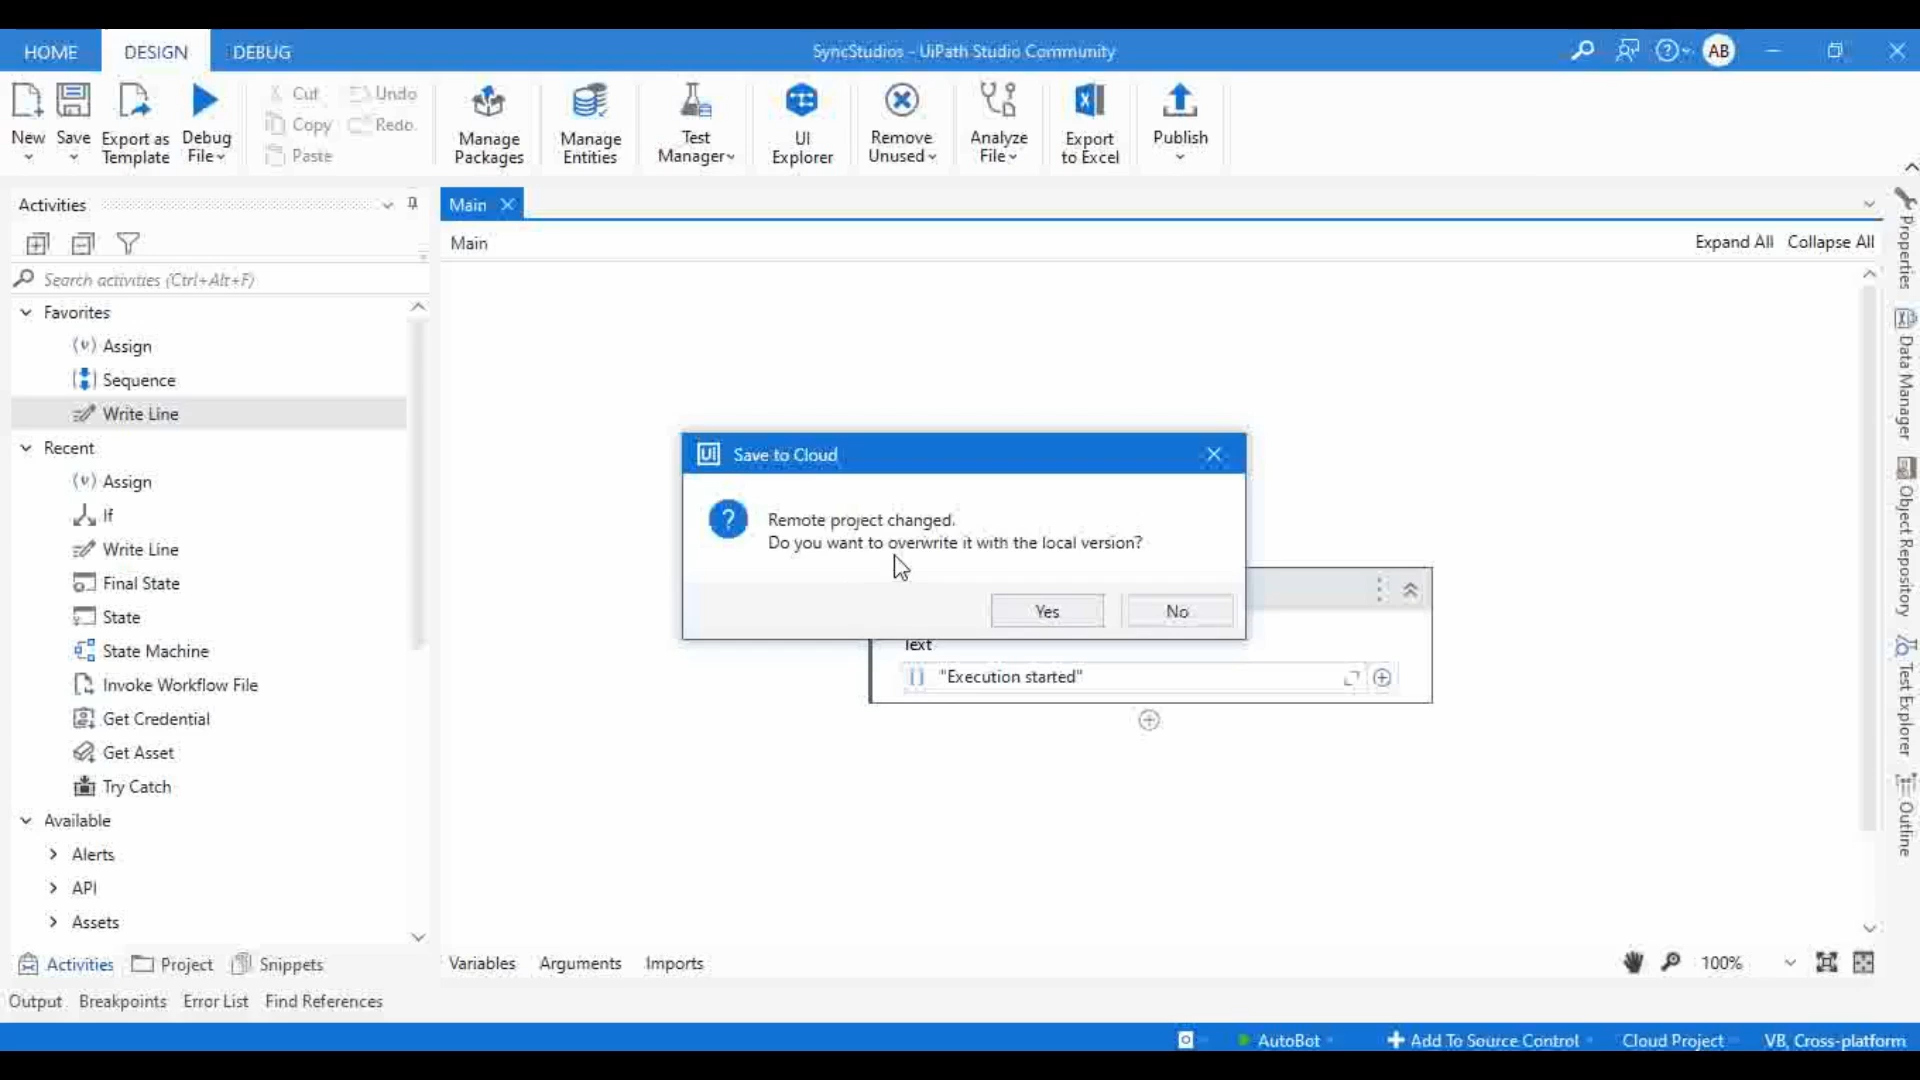 HOME DESIGN DEBUG
SyncStudios - UiPath Studio Community
AB
New Save Export as Template Debug File
Cut Undo
Copy Redo
Paste
Manage Packages
Manage Entities
Test Manager
UI Explorer
Remove Unused
Analyze File
Export to Excel
Publish
Activities
Search activities (Ctrl+Alt+F)
Favorites
Assign
Sequence
Write Line
Recent
Assign
If
Write Line
Final State
State
State Machine
Invoke Workflow File
Get Credential
Get Asset
Try Catch
Available
Alerts
API
Assets
Activities Project Snippets
Main
Main Expand All Collapse All
Ui Save to Cloud
Remote project changed.
Do you want to overwrite it with the local version?
Yes No
Text
"Execution started"
Variables Arguments Imports
100%
Properties
Data Manager
Object Repository
Test Explorer
Outline
Output Breakpoints Error List Find References
AutoBot Add To Source Control Cloud Project VB, Cross-platform